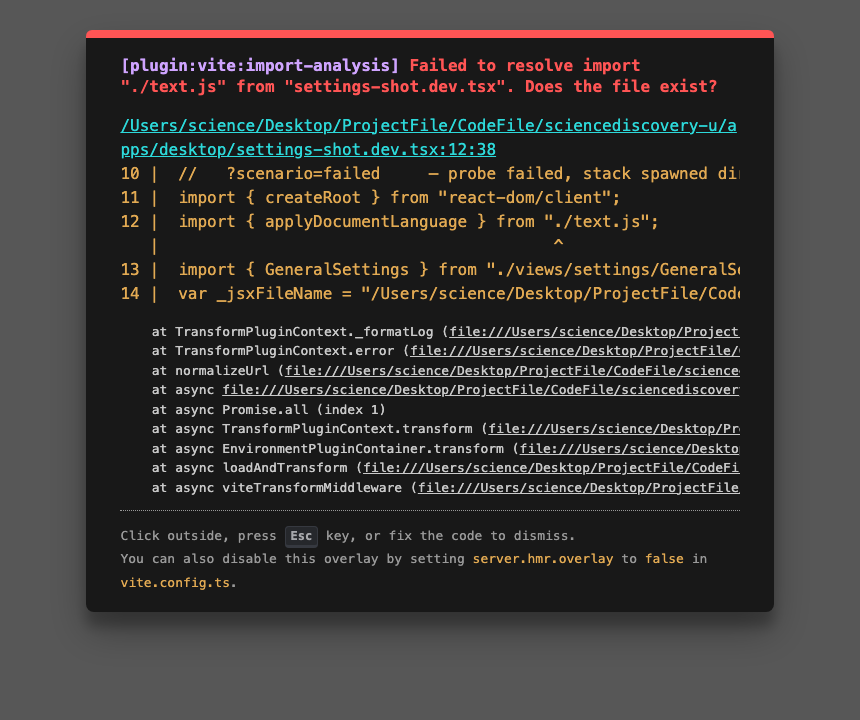 [plugin:vite:import-analysis] Failed to resolve import
"./text.js" from "settings-shot.dev.tsx". Does the file exist?
/Users/science/Desktop/ProjectFile/CodeFile/sciencediscovery-u/a
pps/desktop/settings-shot.dev.tsx:12:38
10 |  //   ?scenario=failed     — probe failed, stack spawned di
11 |  import { createRoot } from "react-dom/client";
12 |  import { applyDocumentLanguage } from "./text.js";
   |                                         ^
13 |  import { GeneralSettings } from "./views/settings/GeneralS
14 |  var _jsxFileName = "/Users/science/Desktop/ProjectFile/Cod
at TransformPluginContext._formatLog (file:///Users/science/Desktop/Project
at TransformPluginContext.error (file:///Users/science/Desktop/ProjectFile/
at normalizeUrl (file:///Users/science/Desktop/ProjectFile/CodeFile/science
at async file:///Users/science/Desktop/ProjectFile/CodeFile/sciencediscover
at async Promise.all (index 1)
at async TransformPluginContext.transform (file:///Users/science/Desktop/Pr
at async EnvironmentPluginContainer.transform (file:///Users/science/Deskto
at async loadAndTransform (file:///Users/science/Desktop/ProjectFile/CodeFi
at async viteTransformMiddleware (file:///Users/science/Desktop/ProjectFile
Click outside, press Esc key, or fix the code to dismiss.
You can also disable this overlay by setting server.hmr.overlay to false in
vite.config.ts.